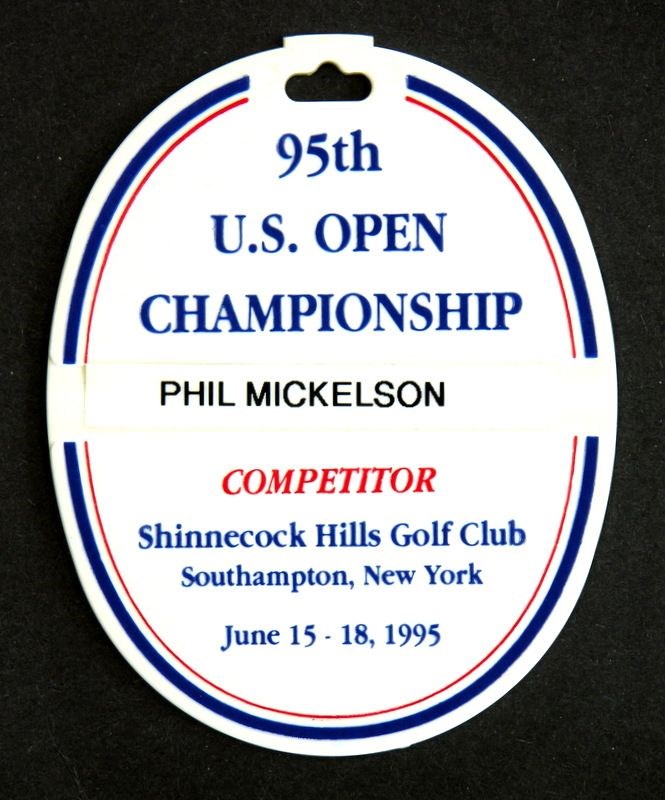 95th
U.S. OPEN
CHAMPIONSHIP
PHIL MICKELSON
COMPETITOR
Shinnecock Hills Golf Club
Southampton, New York
June 15 - 18, 1995